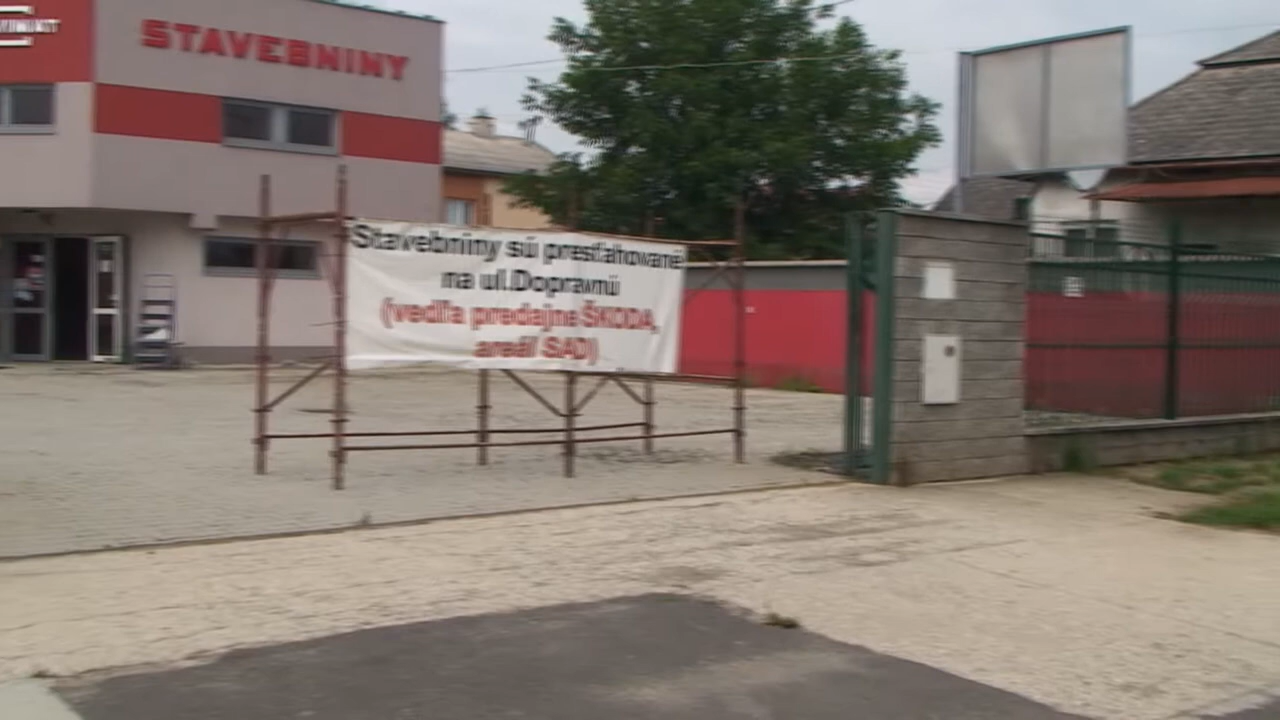 STAVEBNINY
Stavebniny sú presťahované
na ul.Dopravnú
(vedľa predajne ŠKODA,
areál SAD)